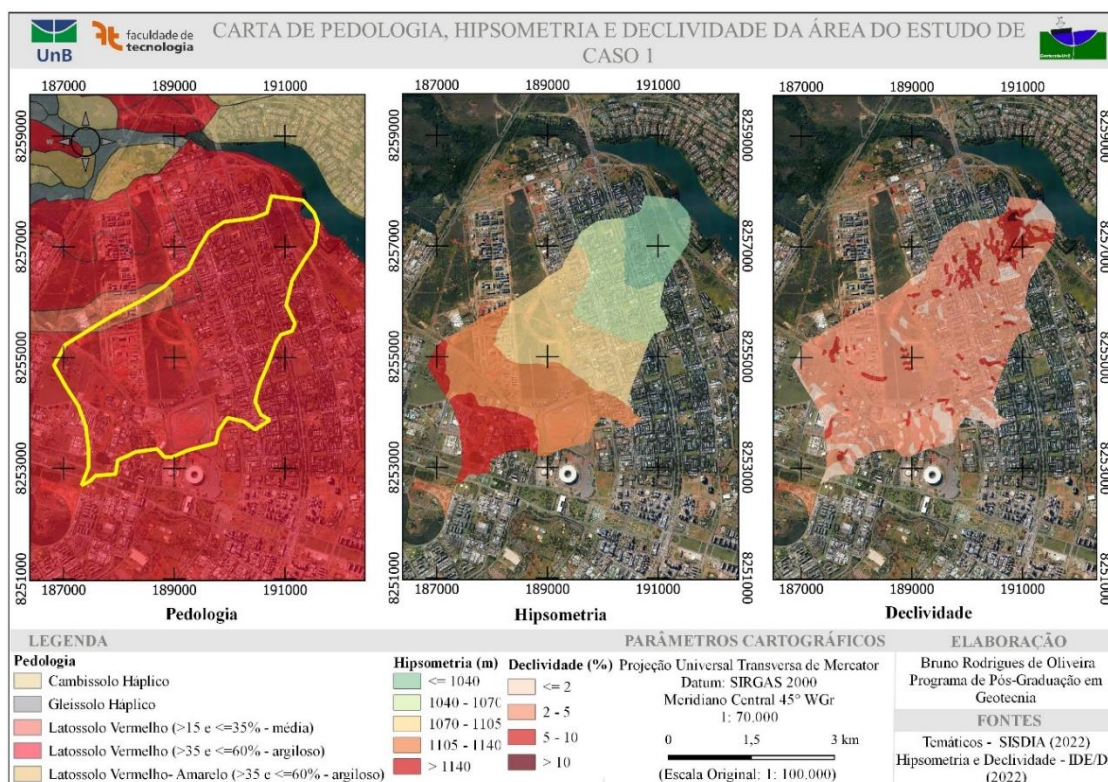 UnB
faculdade de
tecnologia
CARTA DE PEDOLOGIA, HIPSOMETRIA E DECLIVIDADE DA ÁREA DO ESTUDO DE
CASO 1
187000 189000 191000
187000 189000 191000
187000 189000 191000
8259000 8259000
8257000 8257000
8255000 8255000
8253000 8253000
8251000 8251000
187000 189000 191000
187000 189000 191000
187000 189000 191000
Pedologia
Hipsometria
Declividade
LEGENDA
Pedologia
Cambissolo Háplico
Gleissolo Háplico
Latossolo Vermelho (>15 e <=35% - média)
Latossolo Vermelho (>35 e <=60% - argiloso)
Latossolo Vermelho- Amarelo (>35 e <=60% - argiloso)
Hipsometria (m)
<= 1040
1040 - 1070
1070 - 1105
1105 - 1140
> 1140
Declividade (%)
<= 2
2 - 5
5 - 10
> 10
PARÂMETROS CARTOGRÁFICOS
Projeção Universal Transversa de Mercator
Datum: SIRGAS 2000
Meridiano Central 45° WGr
1: 70.000
0 1,5 3 km
(Escala Original: 1: 100.000)
ELABORAÇÃO
Bruno Rodrigues de Oliveira
Programa de Pós-Graduação em
Geotecnia
FONTES
Temáticos - SISDIA (2022)
Hipsometria e Declividade - IDE/D
(2022)